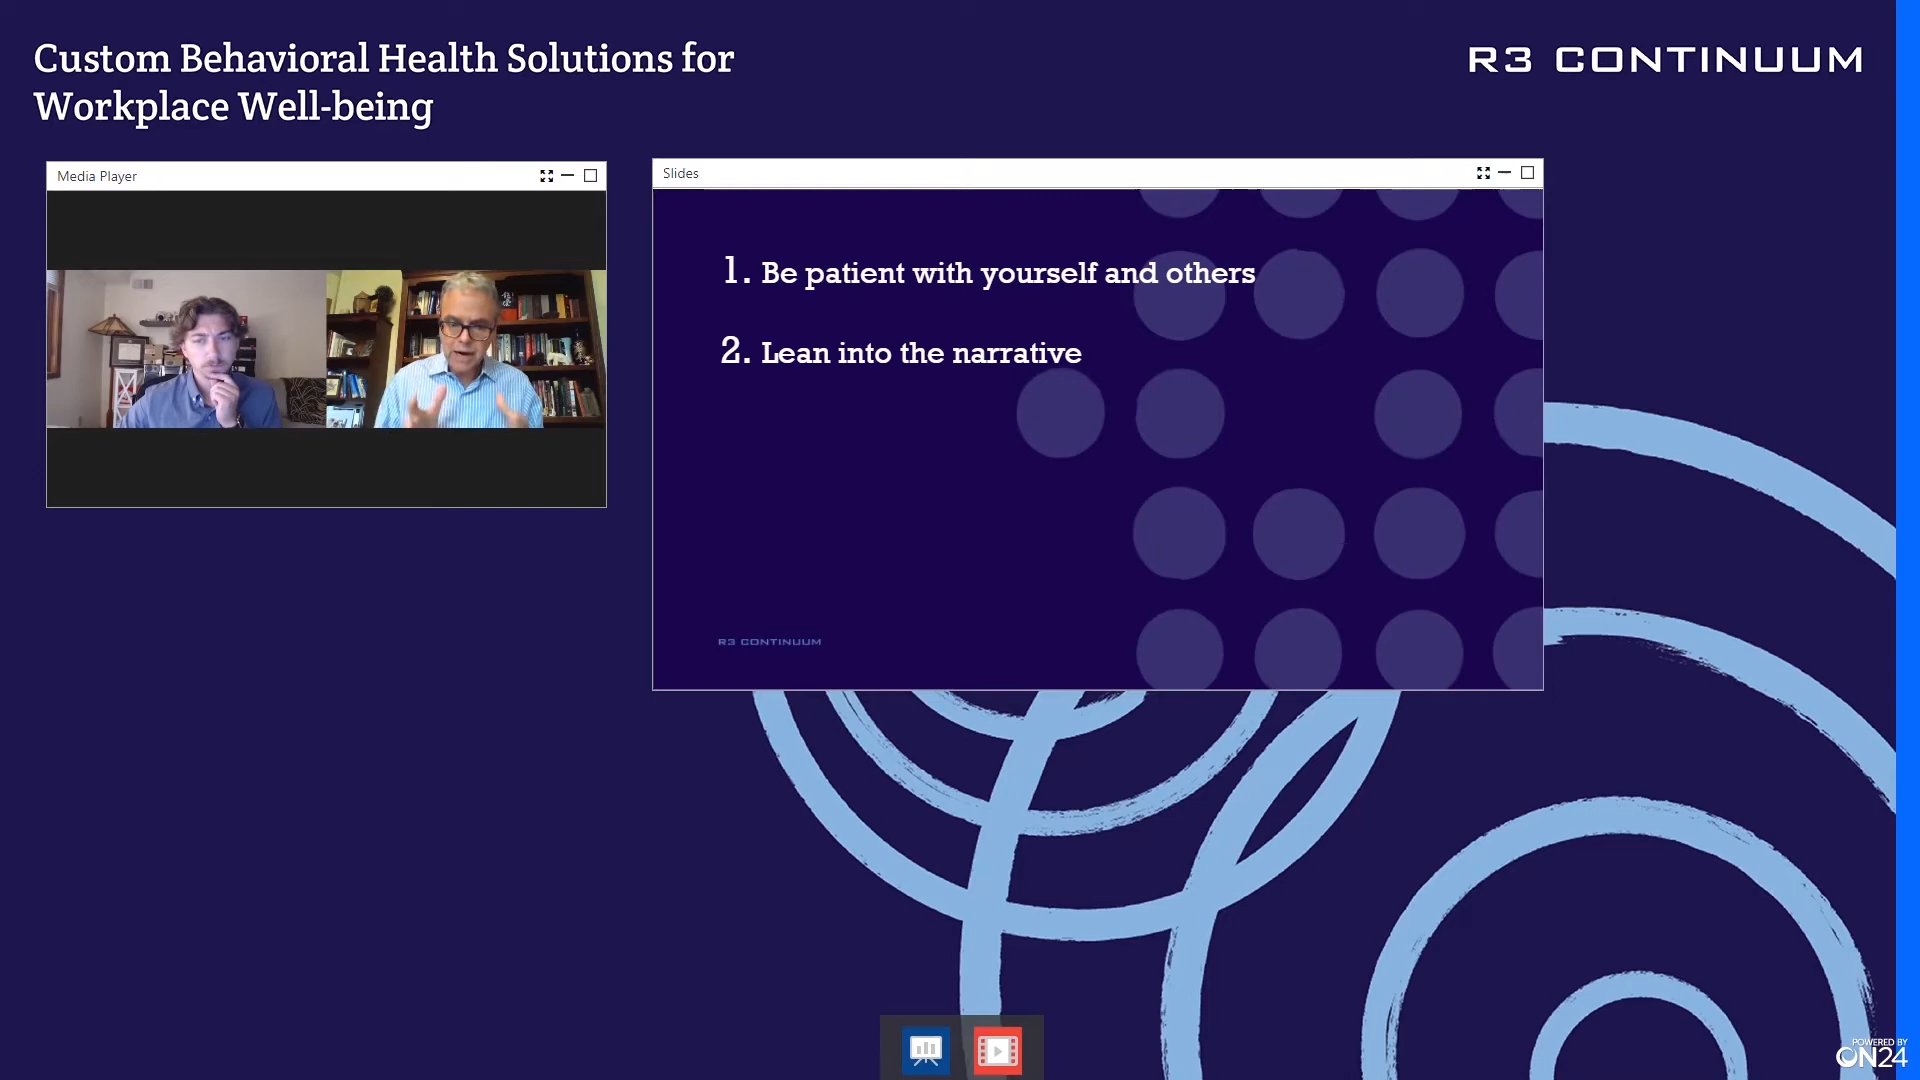 Custom Behavioral Health Solutions for
Workplace Well-being
R3 CONTINUUM
Media Player
Slides
1. Be patient with yourself and others
2. Lean into the narrative
R3 CONTINUUM
POWERED BY
ON24